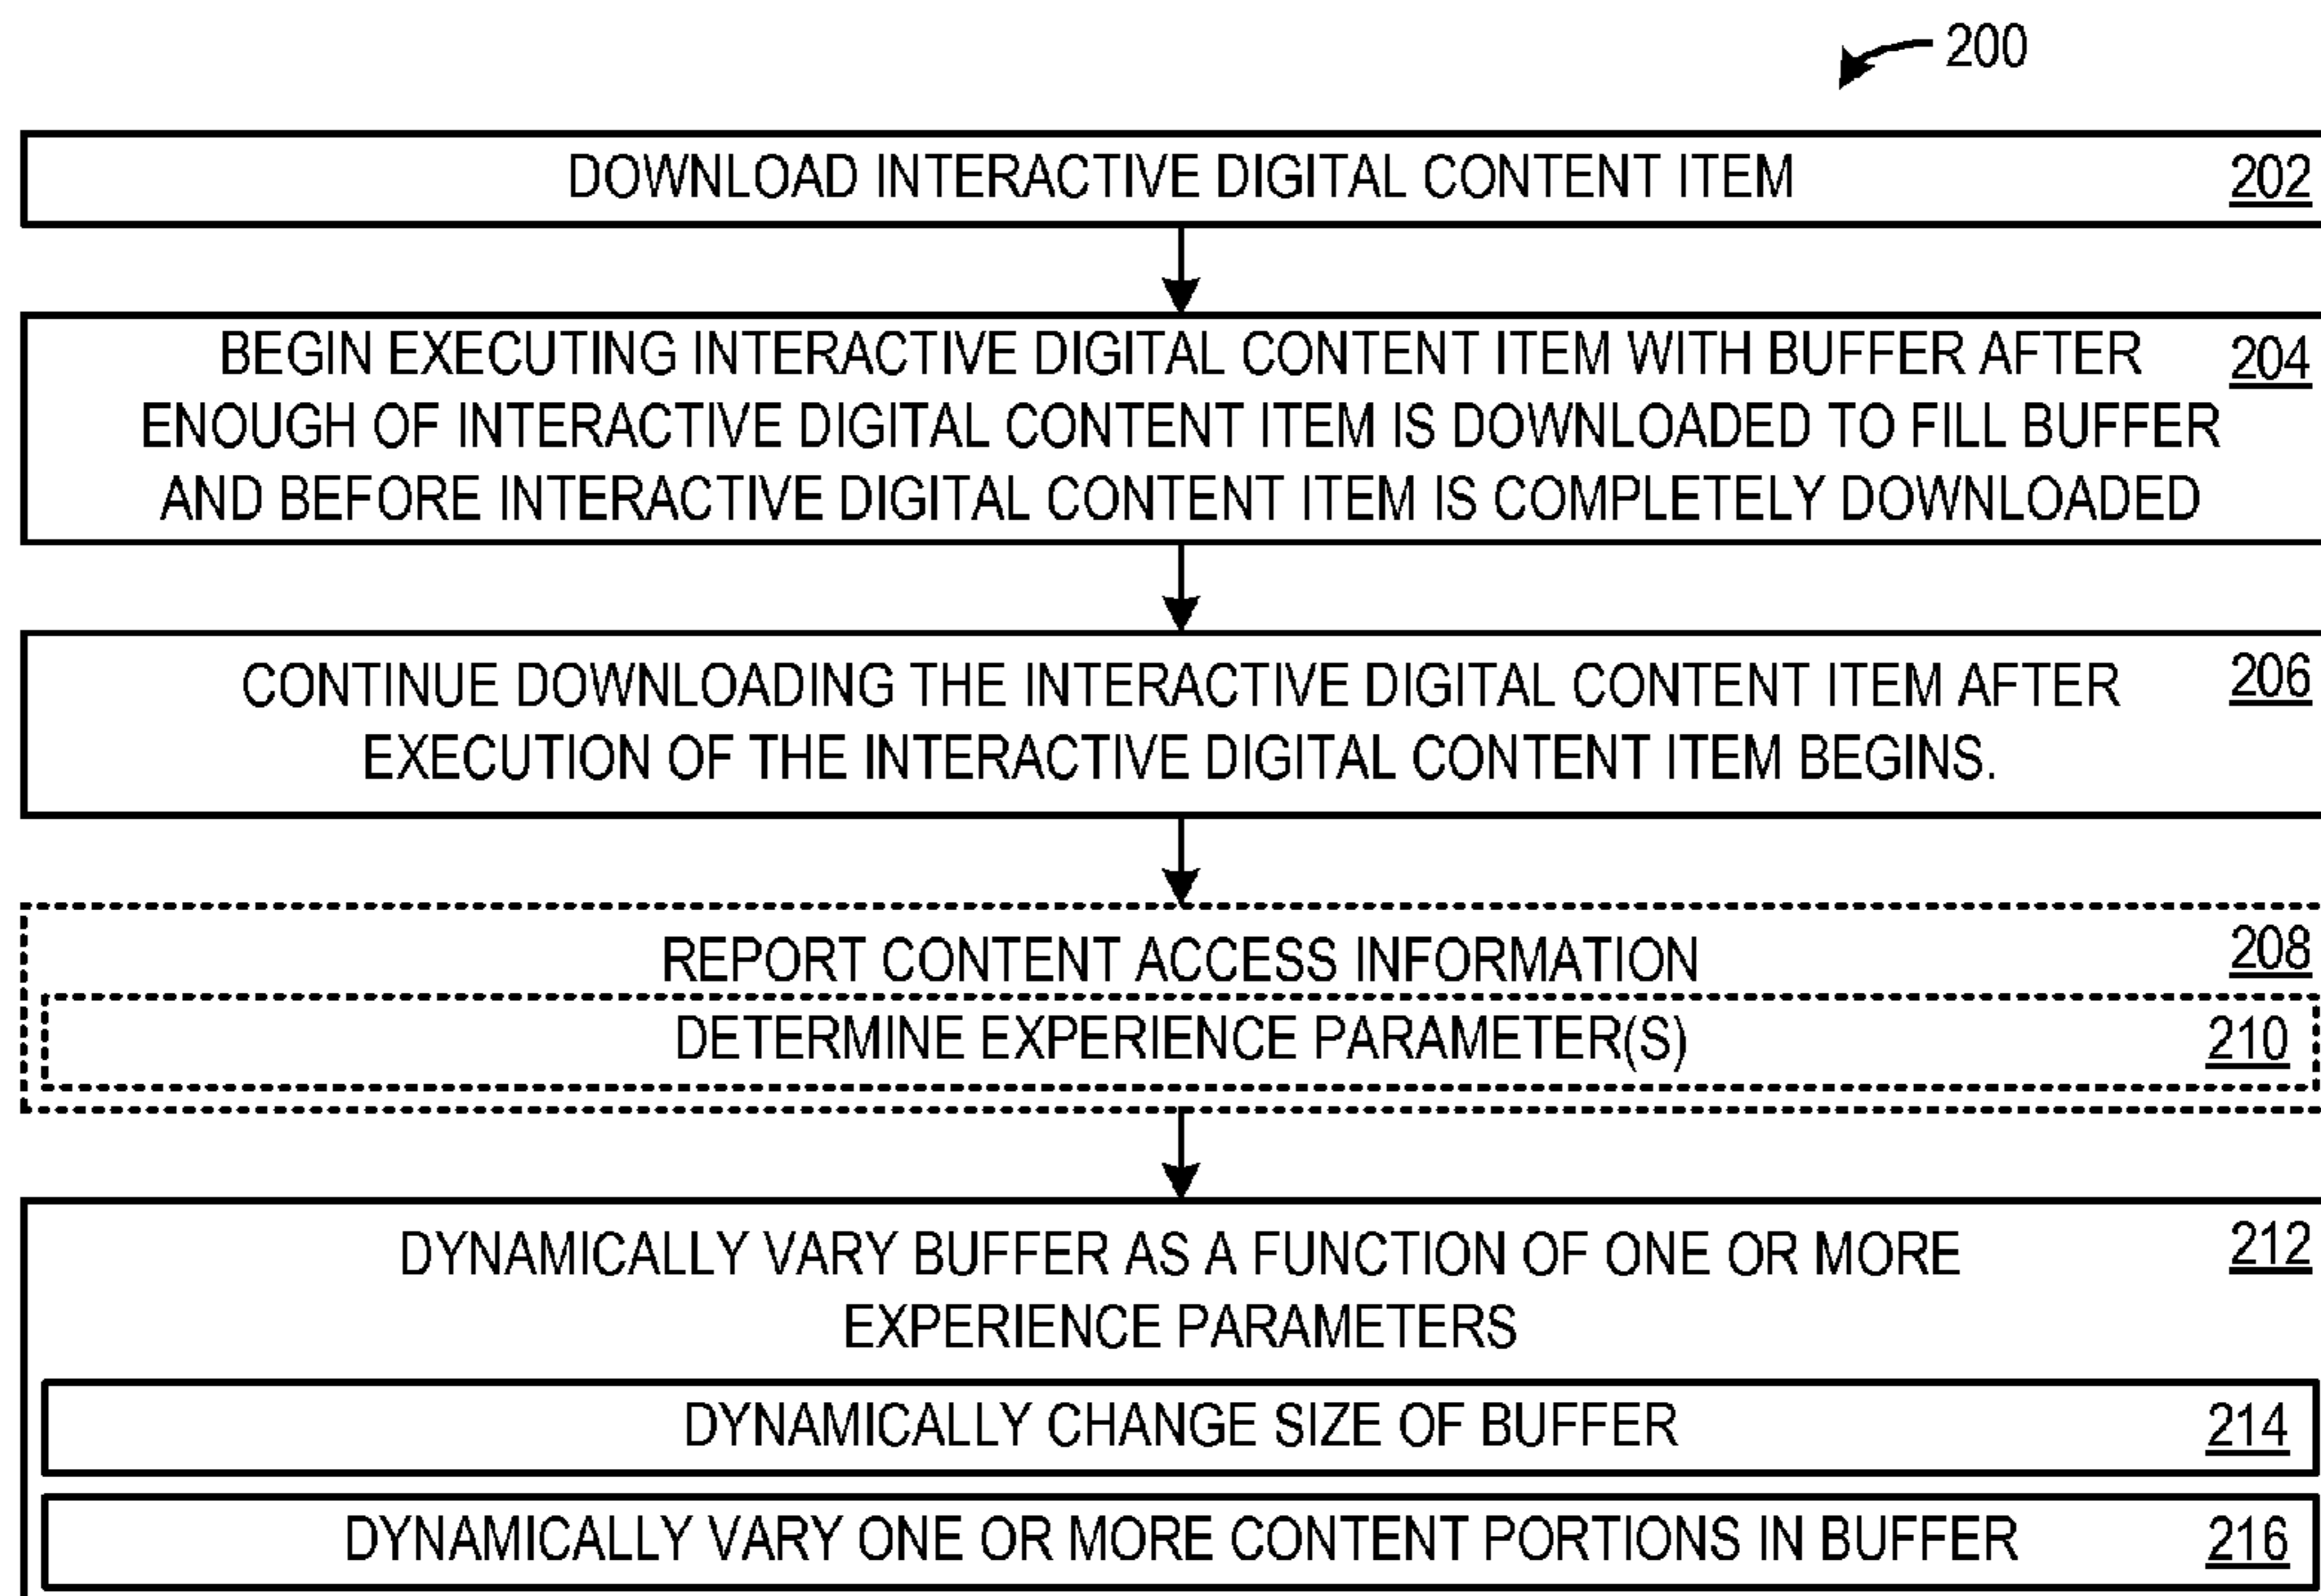 200
DOWNLOAD INTERACTIVE DIGITAL CONTENT ITEM 202
BEGIN EXECUTING INTERACTIVE DIGITAL CONTENT ITEM WITH BUFFER AFTER 204
ENOUGH OF INTERACTIVE DIGITAL CONTENT ITEM IS DOWNLOADED TO FILL BUFFER
AND BEFORE INTERACTIVE DIGITAL CONTENT ITEM IS COMPLETELY DOWNLOADED
CONTINUE DOWNLOADING THE INTERACTIVE DIGITAL CONTENT ITEM AFTER 206
EXECUTION OF THE INTERACTIVE DIGITAL CONTENT ITEM BEGINS.
REPORT CONTENT ACCESS INFORMATION 208
DETERMINE EXPERIENCE PARAMETER(S) 210
DYNAMICALLY VARY BUFFER AS A FUNCTION OF ONE OR MORE 212
EXPERIENCE PARAMETERS
DYNAMICALLY CHANGE SIZE OF BUFFER 214
DYNAMICALLY VARY ONE OR MORE CONTENT PORTIONS IN BUFFER 216